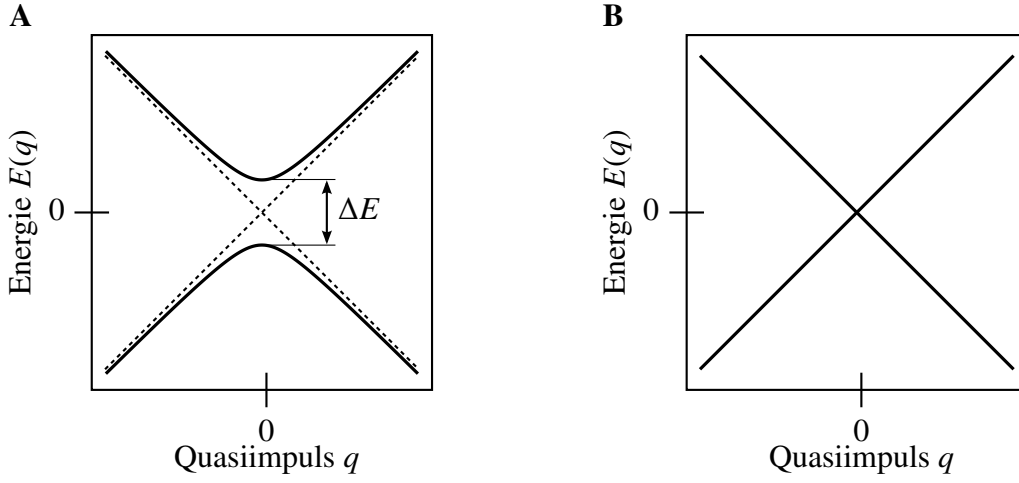 A
Energie E(q)
0
ΔE
0
Quasiimpuls q
B
Energie E(q)
0
0
Quasiimpuls q